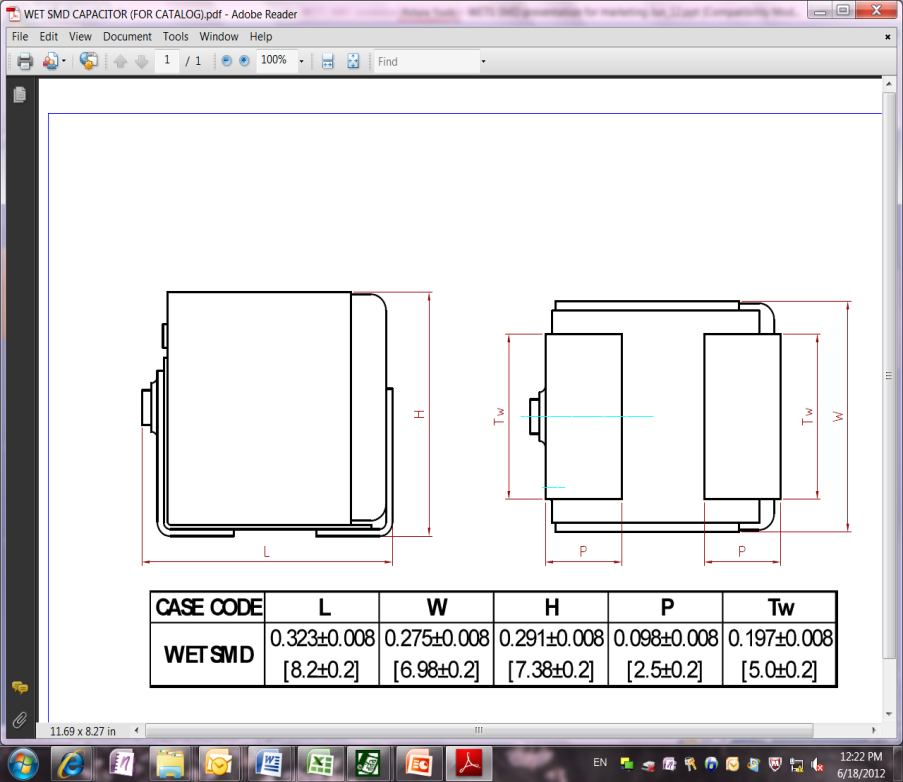 WET SMD CAPACITOR (FOR CATALOG).pdf - Adobe Reader
File Edit View Document Tools Window Help
1 / 1 100% Find
H
L
Tw
Tw
W
P
P
CASE CODE L W H P Tw
WET SMD
0.323±0.008 0.275±0.008 0.291±0.008 0.098±0.008 0.197±0.008
[8.2±0.2] [6.98±0.2] [7.38±0.2] [2.5±0.2] [5.0±0.2]
11.69 x 8.27 in
EN
12:22 PM
6/18/2012